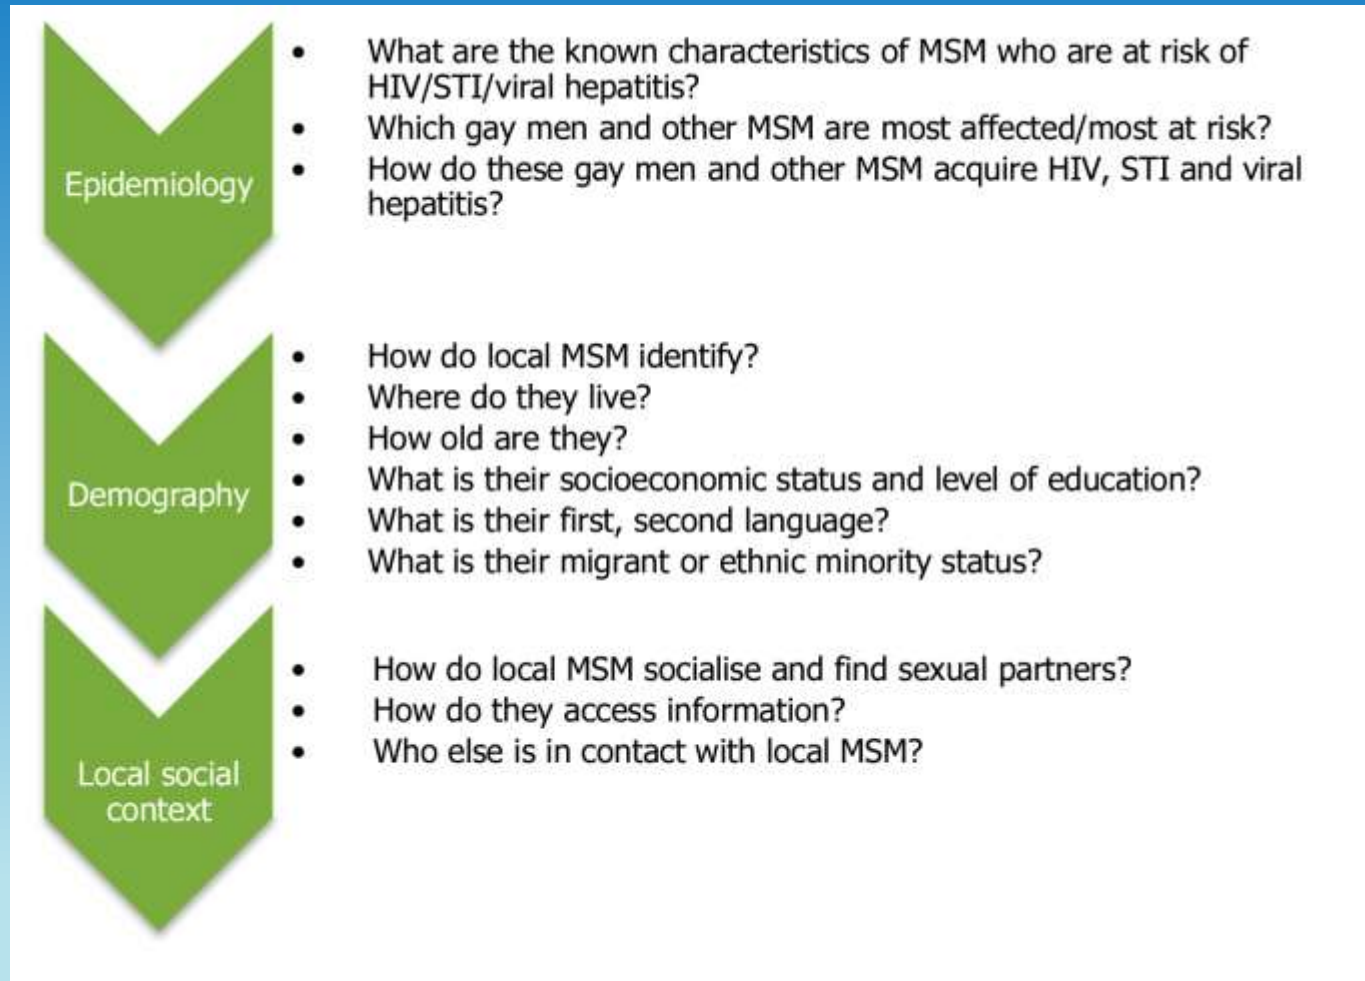 Epidemiology
• What are the known characteristics of MSM who are at risk of
HIV/STI/viral hepatitis?
• Which gay men and other MSM are most affected/most at risk?
• How do these gay men and other MSM acquire HIV, STI and viral
hepatitis?
Demography
• How do local MSM identify?
• Where do they live?
• How old are they?
• What is their socioeconomic status and level of education?
• What is their first, second language?
• What is their migrant or ethnic minority status?
Local social
context
• How do local MSM socialise and find sexual partners?
• How do they access information?
• Who else is in contact with local MSM?